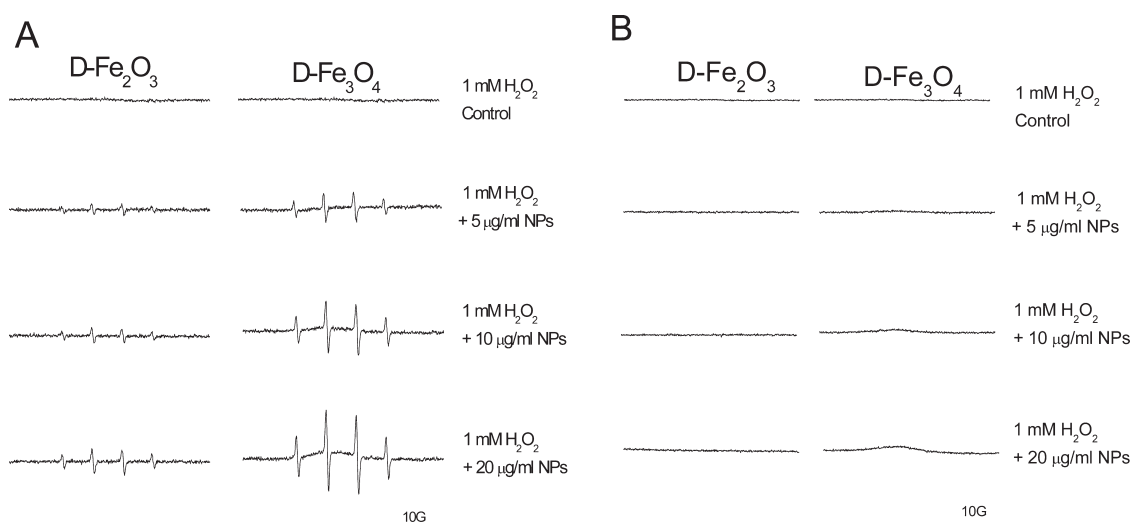 A
D-Fe₂O₃
D-Fe₃O₄
1 mM H₂O₂
Control
1 mM H₂O₂
+ 5 μg/ml NPs
1 mM H₂O₂
+ 10 μg/ml NPs
1 mM H₂O₂
+ 20 μg/ml NPs
10G
B
D-Fe₂O₃
D-Fe₃O₄
1 mM H₂O₂
Control
1 mM H₂O₂
+ 5 μg/ml NPs
1 mM H₂O₂
+ 10 μg/ml NPs
1 mM H₂O₂
+ 20 μg/ml NPs
10G